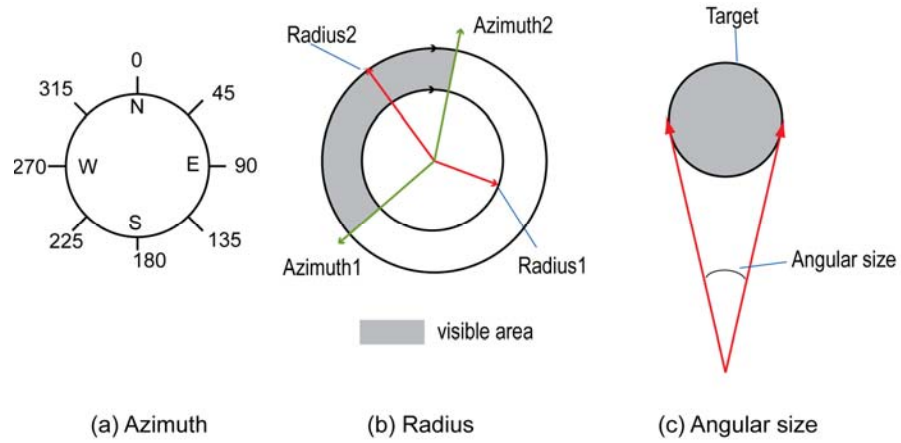 0
315
45
N
270
W
E
90
S
225
135
180
(a) Azimuth
Radius2
Azimuth2
Azimuth1
Radius1
visible area
(b) Radius
Target
Angular size
(c) Angular size